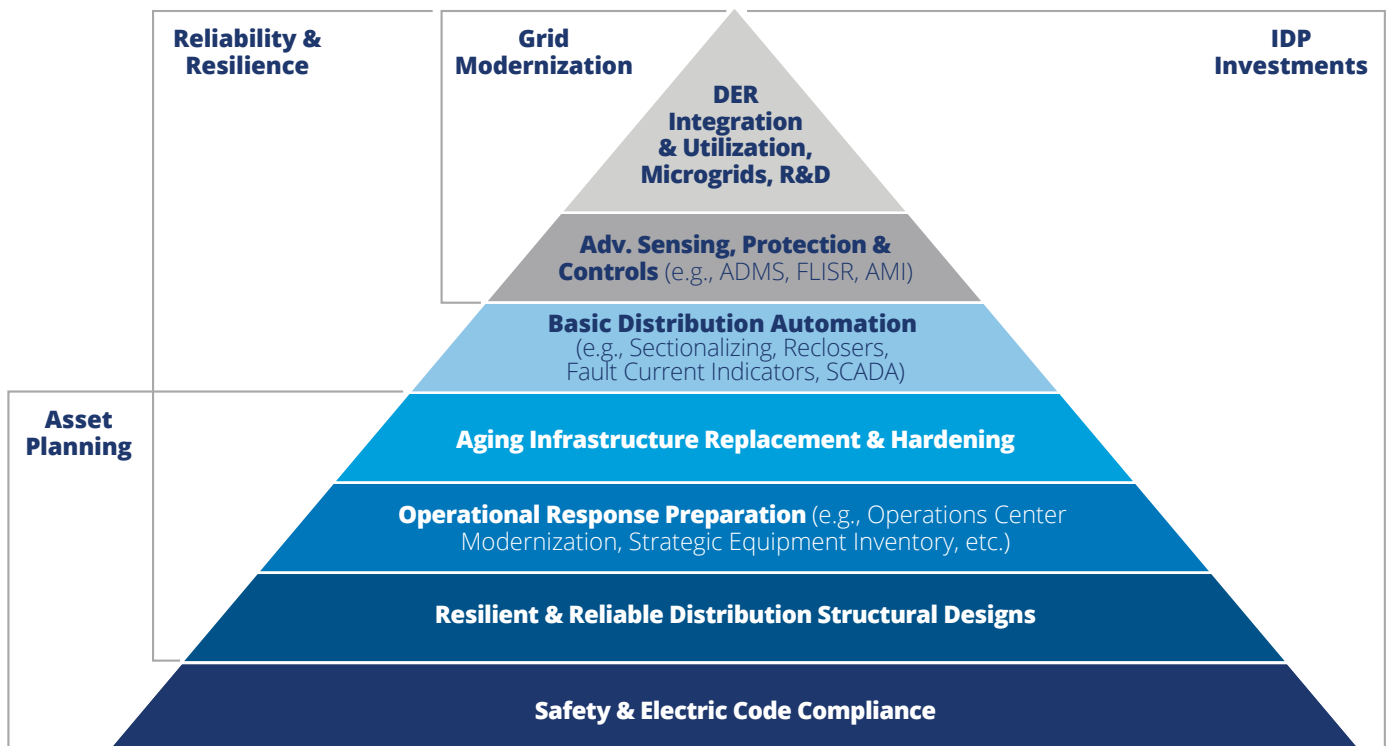 Reliability &
Resilience
Grid
Modernization
IDP
Investments
DER
Integration
& Utilization,
Microgrids, R&D
Adv. Sensing, Protection &
Controls (e.g., ADMS, FLISR, AMI)
Basic Distribution Automation
(e.g., Sectionalizing, Reclosers,
Fault Current Indicators, SCADA)
Asset
Planning
Aging Infrastructure Replacement & Hardening
Operational Response Preparation (e.g., Operations Center
Modernization, Strategic Equipment Inventory, etc.)
Resilient & Reliable Distribution Structural Designs
Safety & Electric Code Compliance